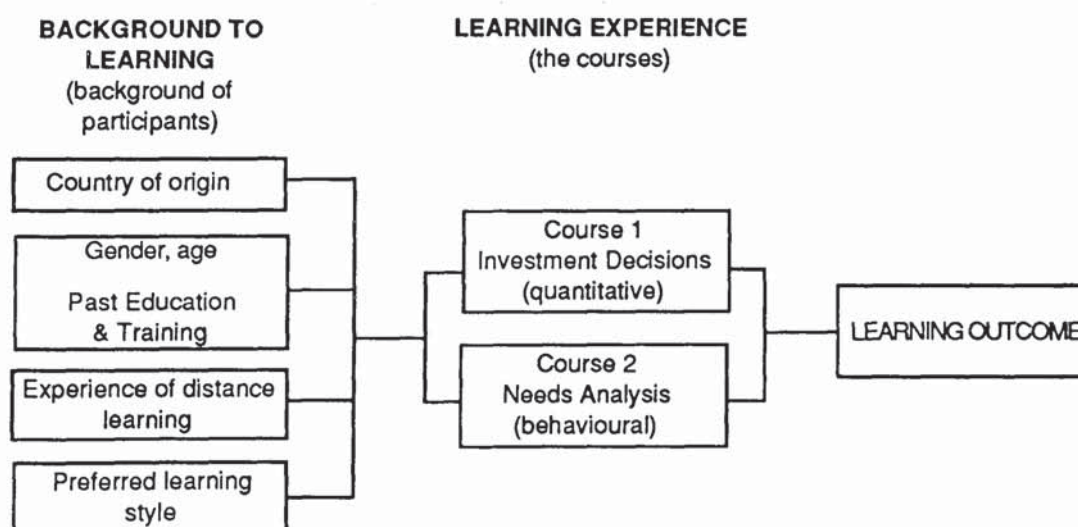 BACKGROUND TO
LEARNING
(background of
participants)
LEARNING EXPERIENCE
(the courses)
Country of origin
Gender, age
Past Education
& Training
Experience of distance
learning
Preferred learning
style
Course 1
Investment Decisions
(quantitative)
Course 2
Needs Analysis
(behavioural)
LEARNING OUTCOME